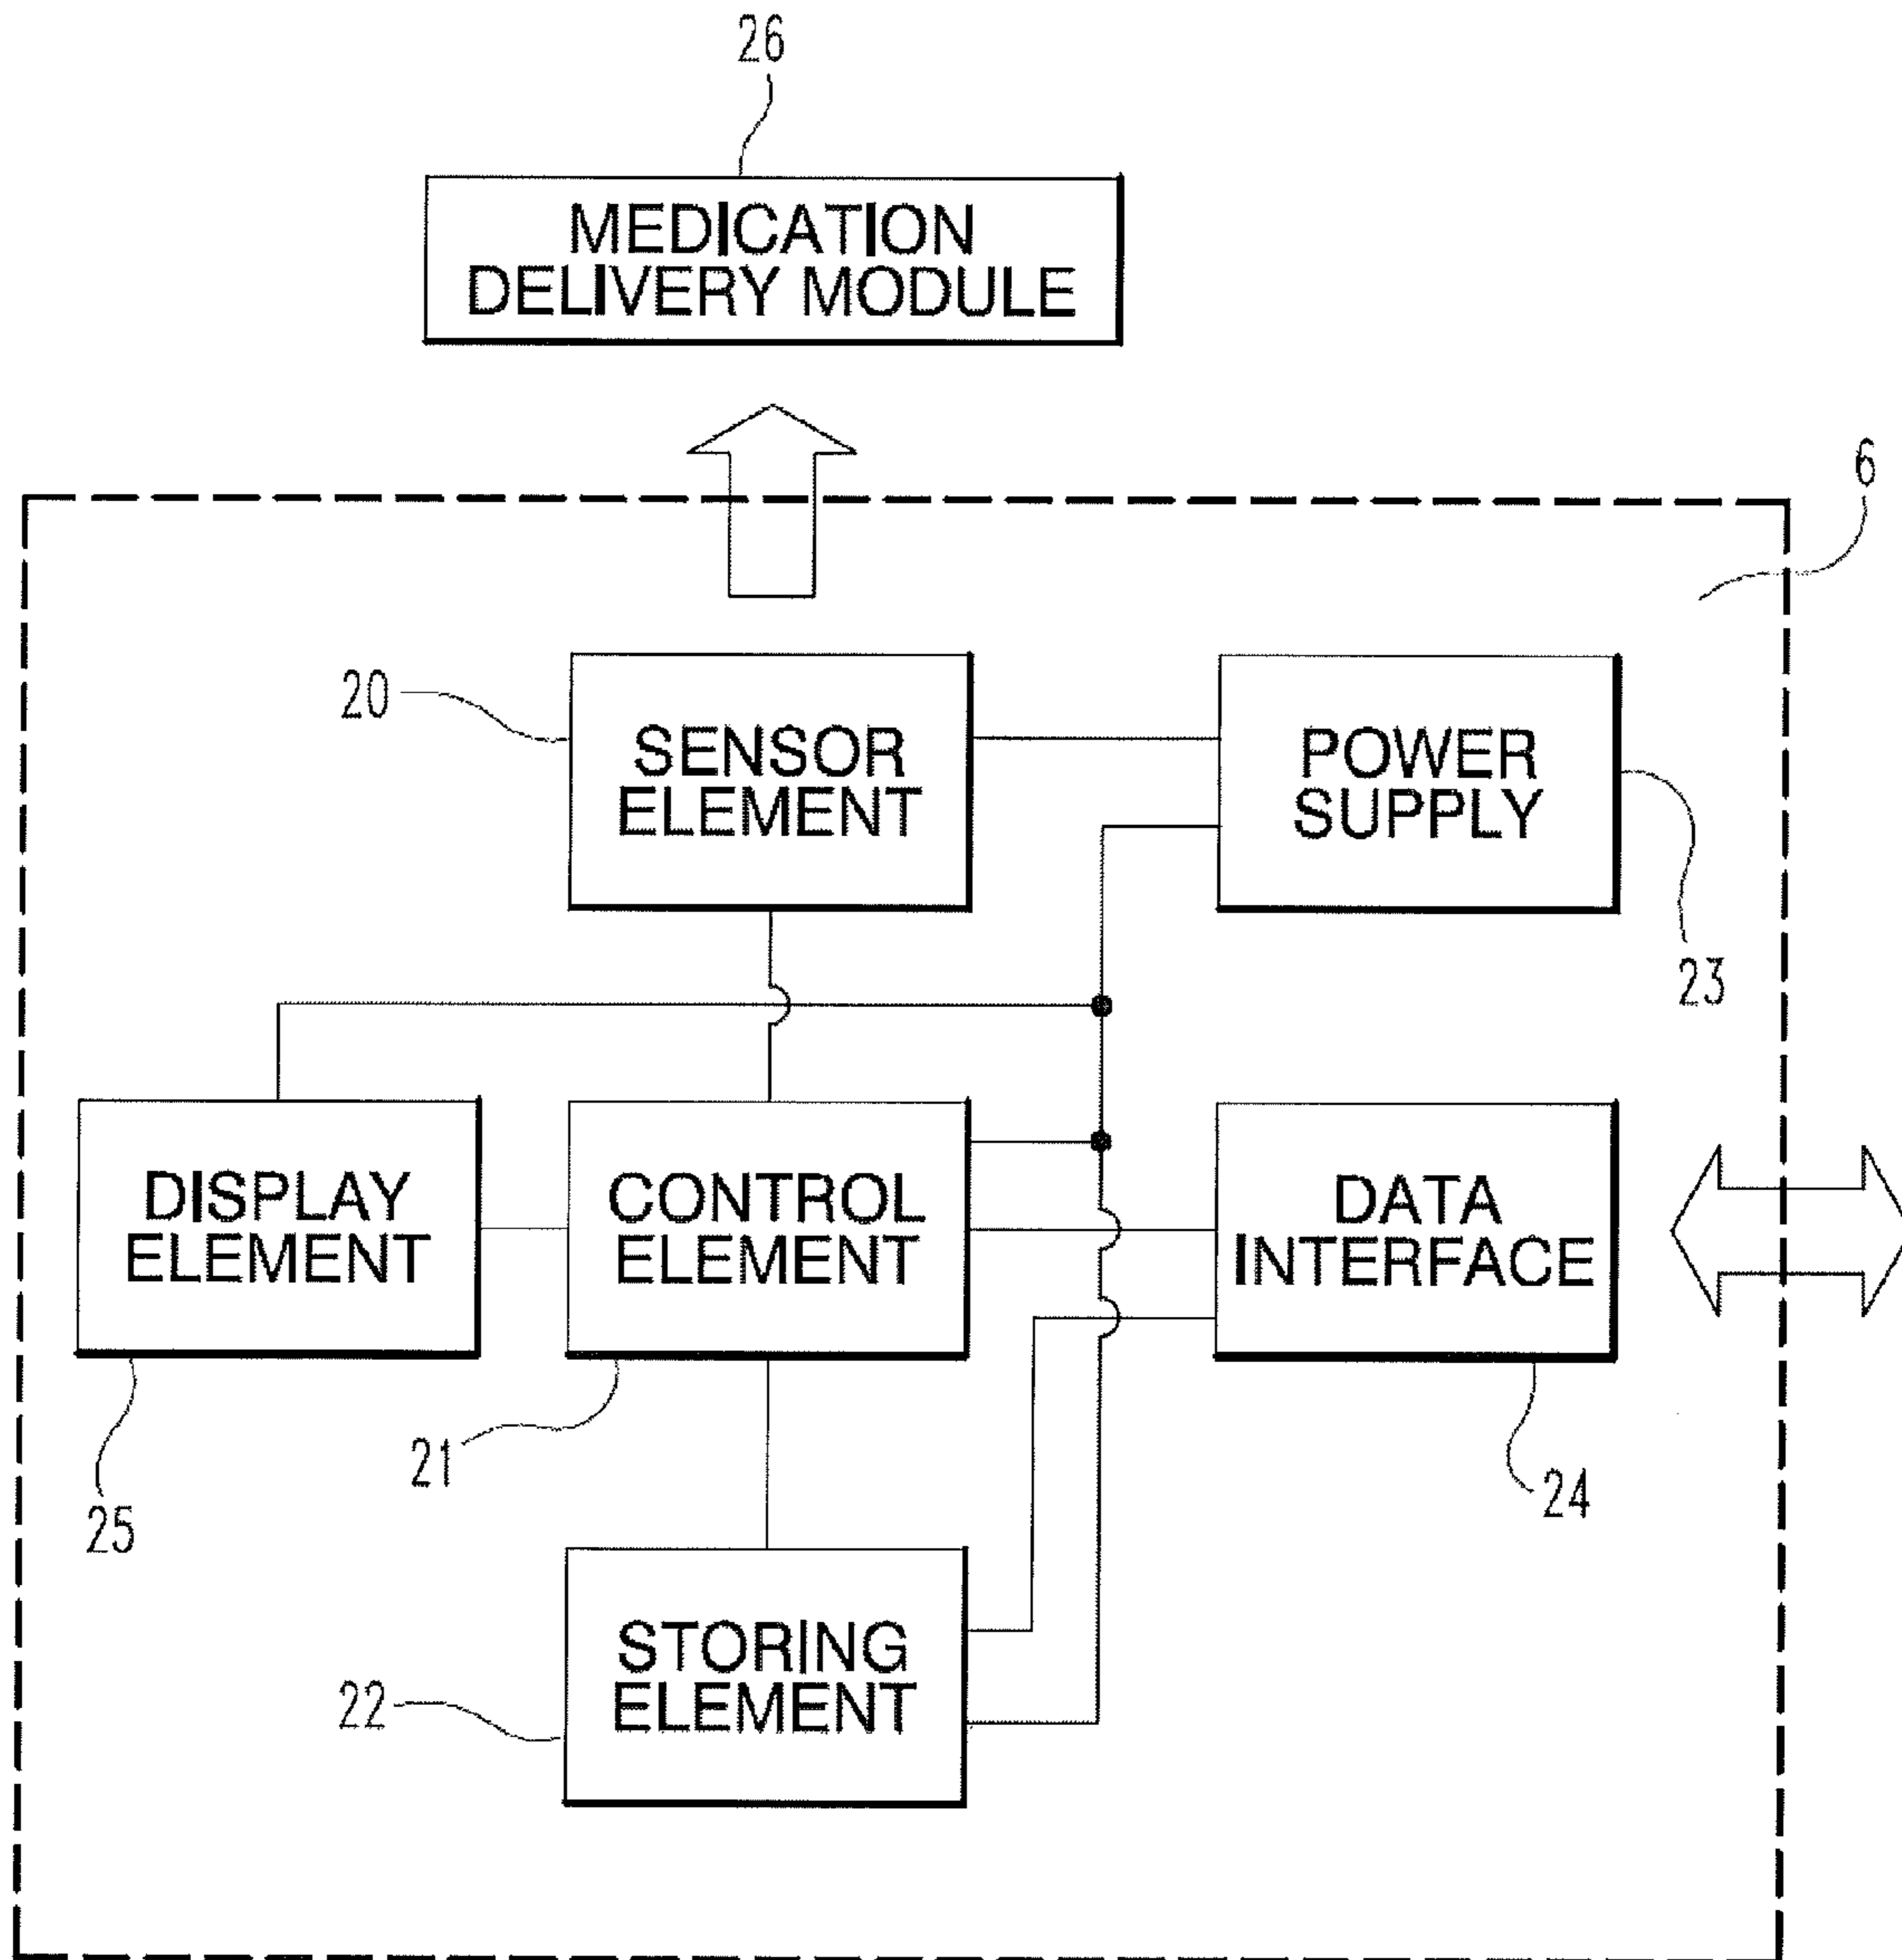 26
MEDICATION
DELIVERY MODULE
6
20
SENSOR
ELEMENT
POWER
SUPPLY
23
DISPLAY
ELEMENT
CONTROL
ELEMENT
DATA
INTERFACE
21
24
25
STORING
ELEMENT
22